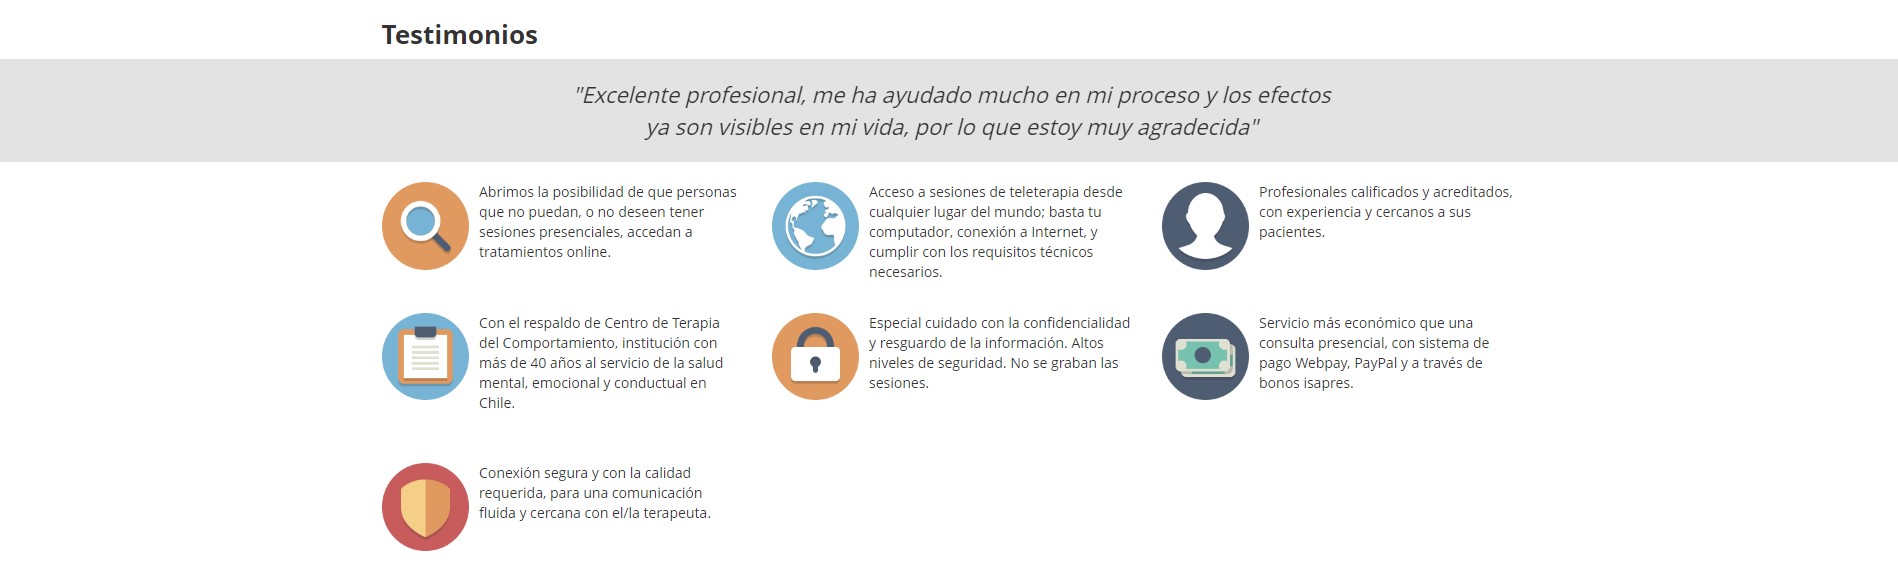 Testimonios
"Excelente profesional, me ha ayudado mucho en mi proceso y los efectos
ya son visibles en mi vida, por lo que estoy muy agradecida"
Abrimos la posibilidad de que personas
que no puedan, o no deseen tener
sesiones presenciales, accedan a
tratamientos online.
Acceso a sesiones de teleterapia desde
cualquier lugar del mundo; basta tu
computador, conexión a Internet, y
cumplir con los requisitos técnicos
necesarios.
Profesionales calificados y acreditados,
con experiencia y cercanos a sus
pacientes.
Con el respaldo de Centro de Terapia
del Comportamiento, institución con
más de 40 años al servicio de la salud
mental, emocional y conductual en
Chile.
Especial cuidado con la confidencialidad
y resguardo de la información. Altos
niveles de seguridad. No se graban las
sesiones.
Servicio más económico que una
consulta presencial, con sistema de
pago Webpay, PayPal y a través de
bonos isapres.
Conexión segura y con la calidad
requerida, para una comunicación
fluida y cercana con el/la terapeuta.